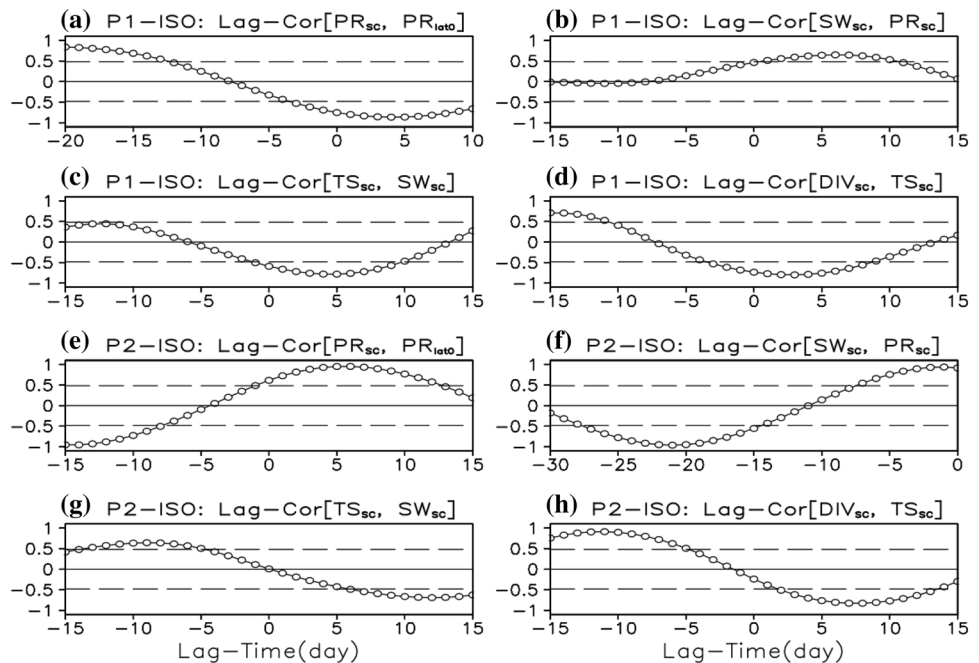 (a) P1-ISO: Lag-Cor[PRsc, PRlat0]
1
0.5
0
-0.5
-1
-20 -15 -10 -5 0 5 10
(b) P1-ISO: Lag-Cor[SWsc, PRsc]
1
0.5
0
-0.5
-1
-15 -10 -5 0 5 10 15
(c) P1-ISO: Lag-Cor[TSsc, SWsc]
1
0.5
0
-0.5
-1
-15 -10 -5 0 5 10 15
(d) P1-ISO: Lag-Cor[DIVsc, TSsc]
1
0.5
0
-0.5
-1
-30 -25 -20 -15 -10 -5 0 5 10 15
(e) P2-ISO: Lag-Cor[PRsc, PRlat0]
1
0.5
0
-0.5
-1
-15 -10 -5 0 5 10 15
(f) P2-ISO: Lag-Cor[SWsc, PRsc]
1
0.5
0
-0.5
-1
-30 -25 -20 -15 -10 -5 0
(g) P2-ISO: Lag-Cor[TSsc, SWsc]
1
0.5
0
-0.5
-1
-15 -10 -5 0 5 10 15
Lag-Time(day)
(h) P2-ISO: Lag-Cor[DIVsc, TSsc]
1
0.5
0
-0.5
-1
-15 -10 -5 0 5 10 15
Lag-Time(day)